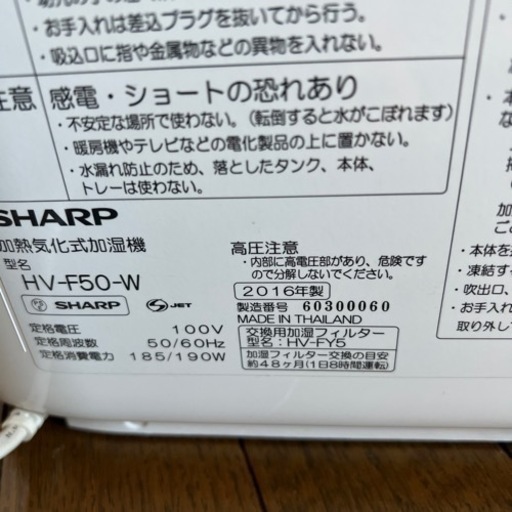 ・お手入れは差込プラグを抜いてから行う。
・吸込口に指や金属物などの異物を入れない。
注意 感電・ショートの恐れあり
・不安定な場所で使わない。(転倒すると水がこぼれます)
・暖房機やテレビなどの電化製品の上に置かない。
・水漏れ防止のため、落としたタンク、本体、
トレーは使わない。
SHARP
加熱気化式加湿機
型名
HV-F50-W
SHARP
JET
定格電圧 100V
定格周波数 50/60Hz
定格消費電力 185/190W
高圧注意
・内部に高電圧部があり、危険ですので分解しないでください。
2016年製
製造番号 60300060
MADE IN THAILAND
交換用加湿フィルター
型名:HV-FY5
加湿フィルター交換の目安
約48ヶ月(1日8時間運転)
加
・本体を
・凍結す
・吹出口、
・お手入れ
取り外し